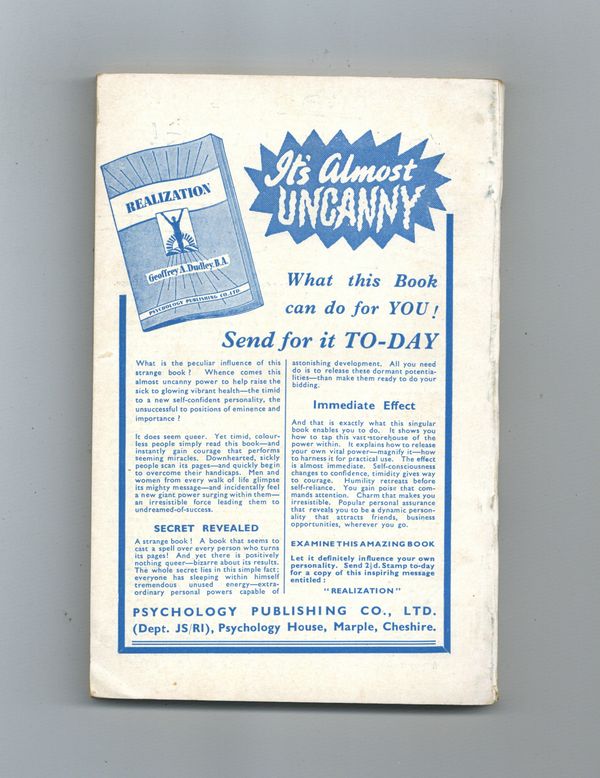 REALIZATION
Geoffrey A. Dudley. B.A.
PSYCHOLOGY PUBLISHING CO., LTD.
It's Almost
UNCANNY
What this Book
can do for YOU!
Send for it TO-DAY
What is the peculiar influence of this
strange book? Whence comes this
almost uncanny power to help raise the
sick to glowing vibrant health—the timid
to a new self-confident personality, the
unsuccessful to positions of eminence and
importance?
It does seem queer. Yet timid, colour-
less people simply read this book—and
instantly gain courage that performs
seeming miracles. Downhearted, sickly
people scan its pages—and quickly begin
to overcome their handicaps. Men and
women from every walk of life glimpse
its mighty message—and incidentally feel
a new giant power surging within them—
an irresistible force leading them to
undreamed-of-success.
SECRET REVEALED
A strange book! A book that seems to
cast a spell over every person who turns
its pages! And yet there is positively
nothing queer—bizarre about its results.
The whole secret lies in this simple fact;
everyone has sleeping within himself
tremendous unused energy—extra-
ordinary personal powers capable of
astonishing development. All you need
do is to release these dormant potentia-
lities—than make them ready to do your
bidding.
Immediate Effect
And that is exactly what this singular
book enables you to do. It shows you
how to tap this vast storehouse of the
power within. It explains how to release
your own vital power—magnify it—how
to harness it for practical use. The effect
is almost immediate. Self-consciousness
changes to confidence, timidity gives way
to courage. Humility retreats before
self-reliance. You gain poise that com-
mands attention. Charm that makes you
irresistible. Popular personal assurance
that reveals you to be a dynamic person-
ality that attracts friends, business
opportunities, wherever you go.
EXAMINE THIS AMAZING BOOK
Let it definitely influence your own
personality. Send 2½d. Stamp to-day
for a copy of this inspirihg message
entitled:
"REALIZATION"
PSYCHOLOGY PUBLISHING CO., LTD.
(Dept. JS/RI), Psychology House, Marple, Cheshire.